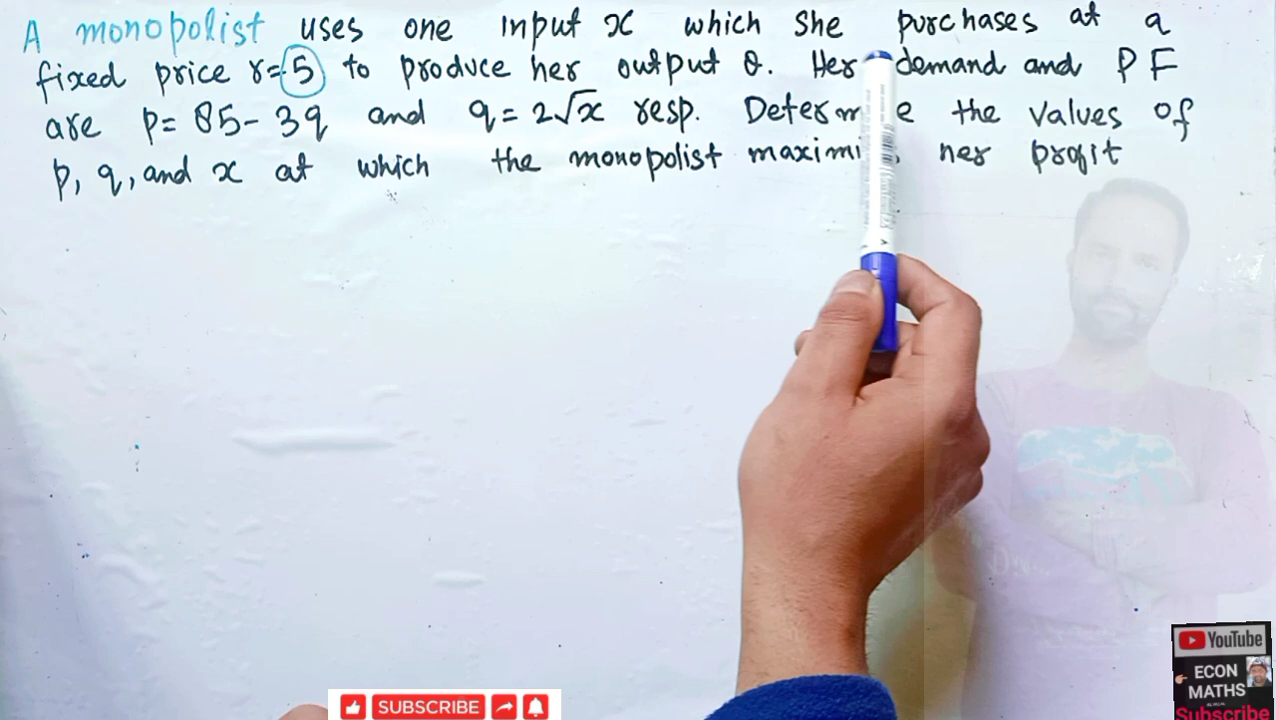 A monopolist uses one input x which she purchases at a
fixed price r=5 to produce her output Q. Her demand and PF
are p= 85- 3q and q= 2√x resp. Determ e the values of
p, q, and x at which the monopolist maximi her profit
SUBSCRIBE
YouTube
ECON
MATHS
Subscribe